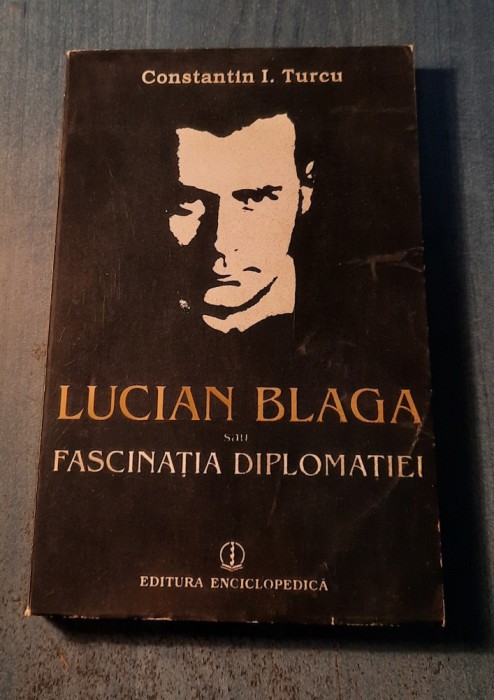 Constantin I. Turcu
LUCIAN BLAGA
sau
FASCINAȚIA DIPLOMAȚIEI
EDITURA ENCICLOPEDICĂ